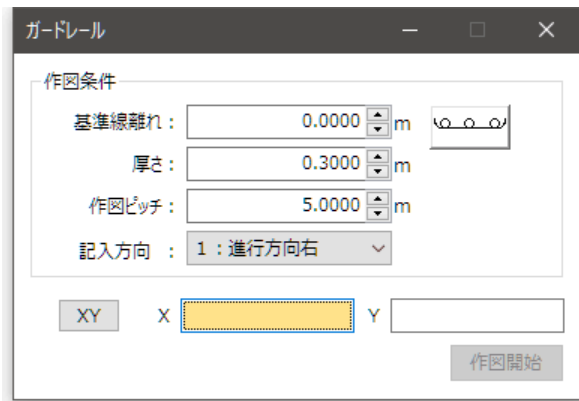 ガードレール
作図条件
基準線離れ： 0.0000 m
厚さ： 0.3000 m
作図ﾋﾟｯﾁ： 5.0000 m
記入方向 ： 1：進行方向右
XY X Y
作図開始